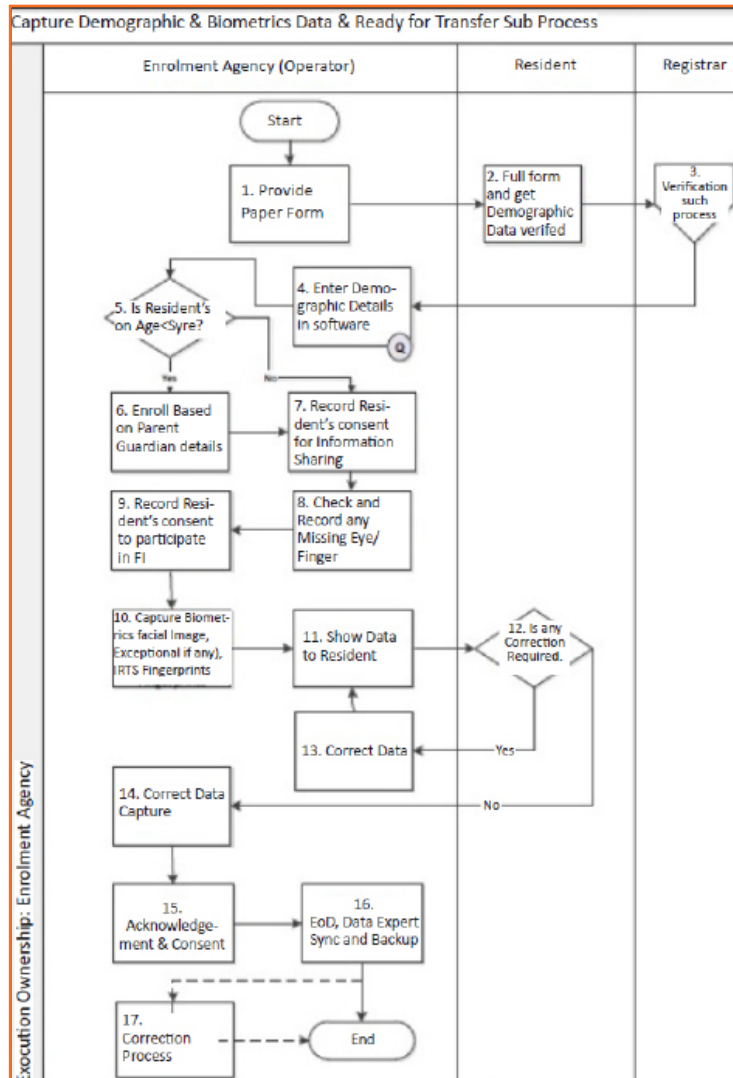 Capture Demographic & Biometrics Data & Ready for Transfer Sub Process
Enrolment Agency (Operator)
Resident
Registrar
Start
1. Provide
Paper Form
2. Full form
and get
Demographic
Data verifed
3.
Verification
such
process
4. Enter Demo-
graphic Details
in software
Q
5. Is Resident's
on Age<Syre?
Yes
No
6. Enroll Based
on Parent
Guardian details
7. Record Resi-
dent's consent
for Information
Sharing
9. Record Resi-
dent's consent
to participate
in FI
8. Check and
Record any
Missing Eye/
Finger
10. Capture Biomet-
rics facial Image,
Exceptional if any),
IRTS Fingerprints
11. Show Data
to Resident
12. Is any
Correction
Required.
13. Correct Data
Yes
14. Correct Data
Capture
No
15.
Acknowledge-
ment & Consent
16.
EoD, Data Expert
Sync and Backup
17.
Correction
Process
End
Exocution Ownership: Enrolment Agency